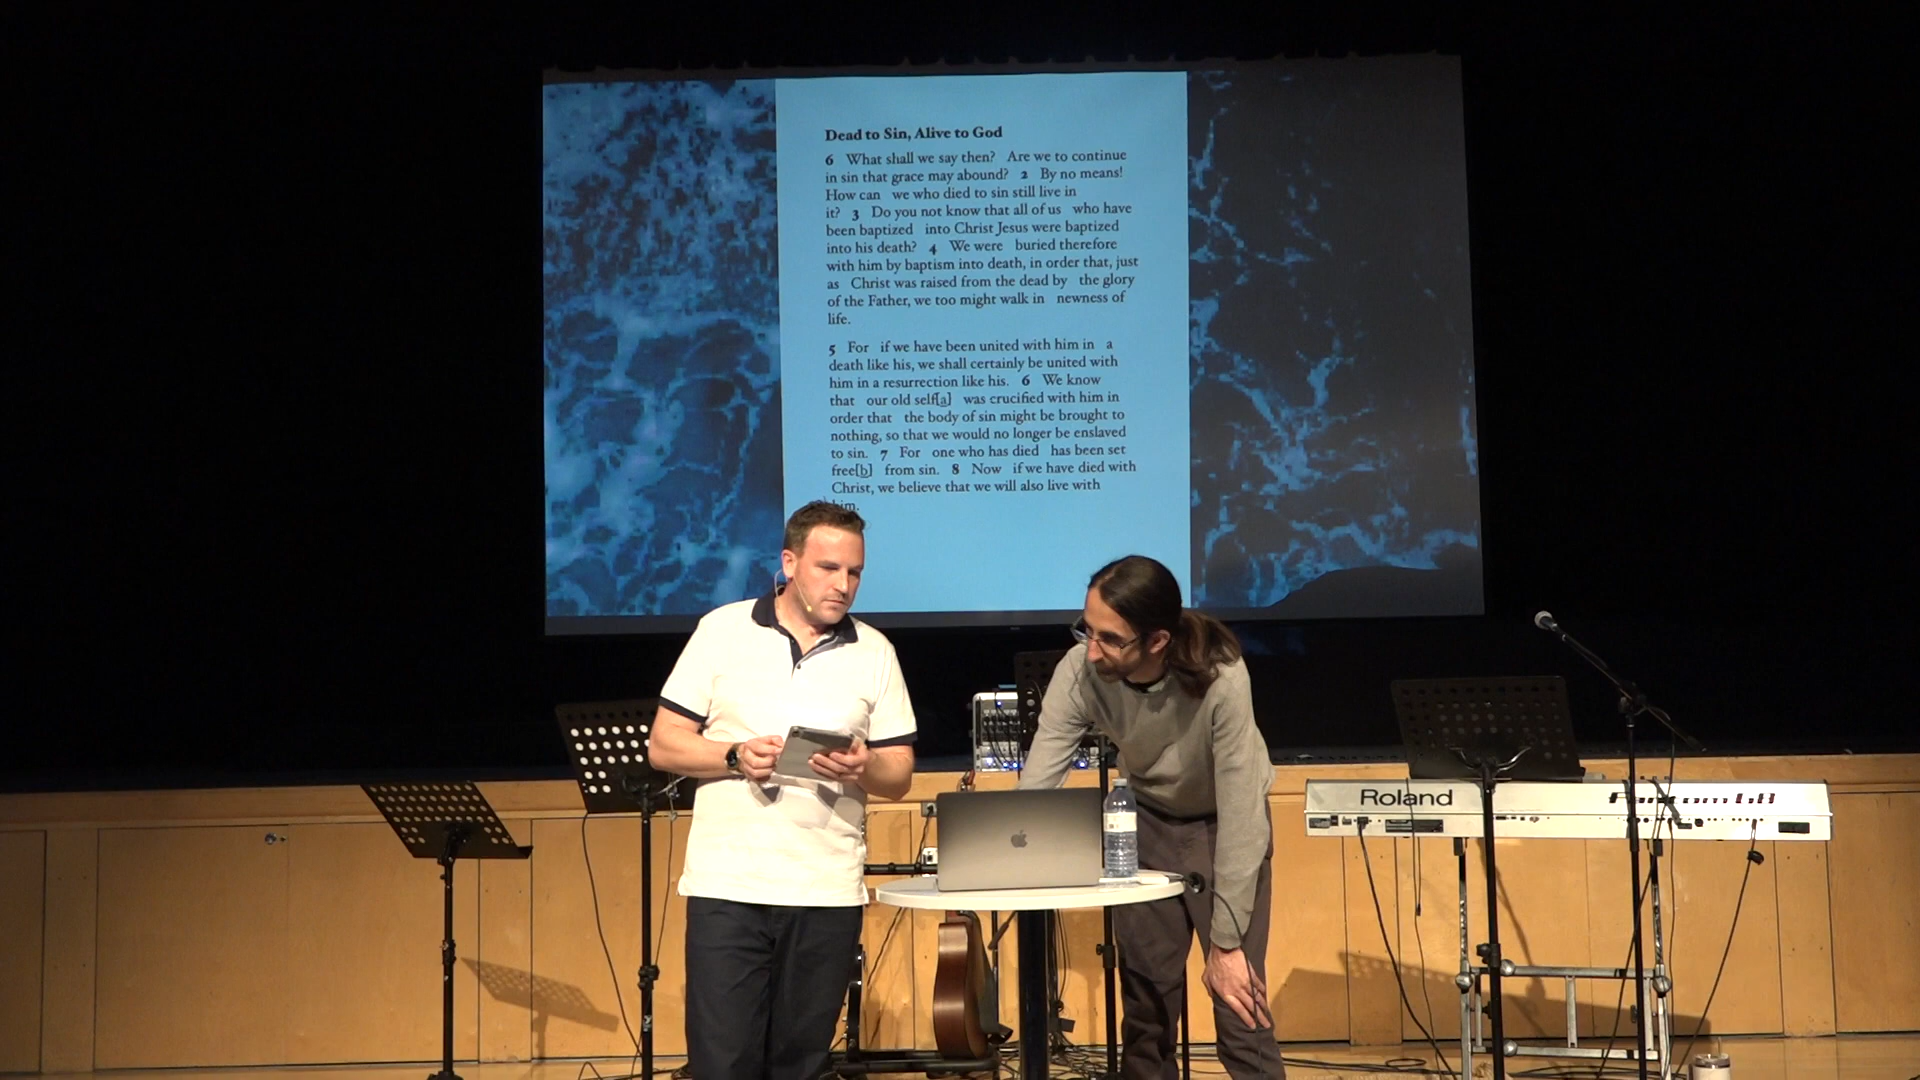 Dead to Sin, Alive to God
6 What shall we say then? Are we to continue
in sin that grace may abound? 2 By no means!
How can we who died to sin still live in
it? 3 Do you not know that all of us who have
been baptized into Christ Jesus were baptized
into his death? 4 We were buried therefore
with him by baptism into death, in order that, just
as Christ was raised from the dead by the glory
of the Father, we too might walk in newness of
life.
5 For if we have been united with him in a
death like his, we shall certainly be united with
him in a resurrection like his. 6 We know
that our old self[a] was crucified with him in
order that the body of sin might be brought to
nothing, so that we would no longer be enslaved
to sin. 7 For one who has died has been set
free[b] from sin. 8 Now if we have died with
Christ, we believe that we will also live with
him.
Roland